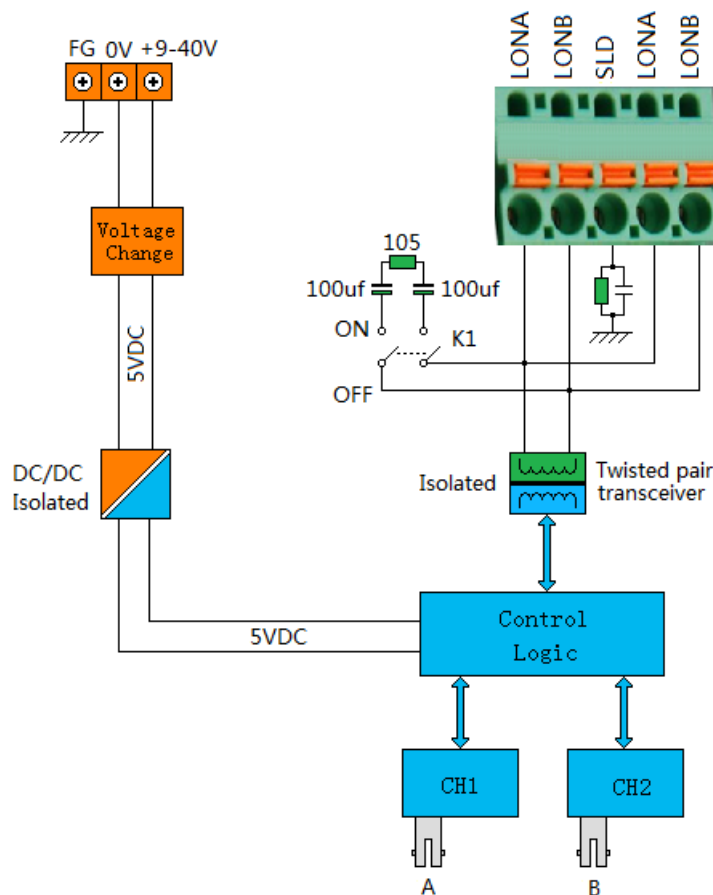 FG 0V +9-40V
LONA
LONB
SLD
LONA
LONB
Voltage
Change
105
100uf
100uf
ON
K1
OFF
5VDC
DC/DC
Isolated
Isolated
Twisted pair
transceiver
5VDC
Control
Logic
CH1
CH2
A
B